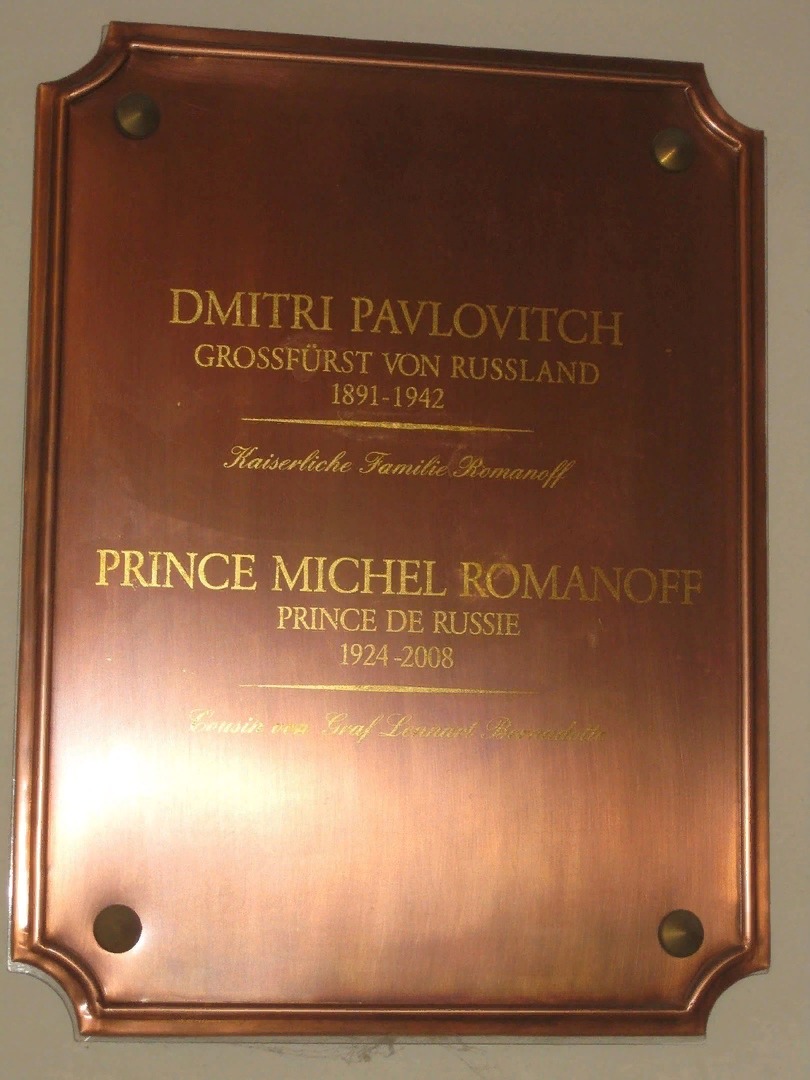 DMITRI PAVLOVITCH
GROSSFÜRST VON RUSSLAND
1891-1942
Kaiserliche Familie Romanoff
PRINCE MICHEL ROMANOFF
PRINCE DE RUSSIE
1924-2008
Cousin von Graf Lennart Bernadotte